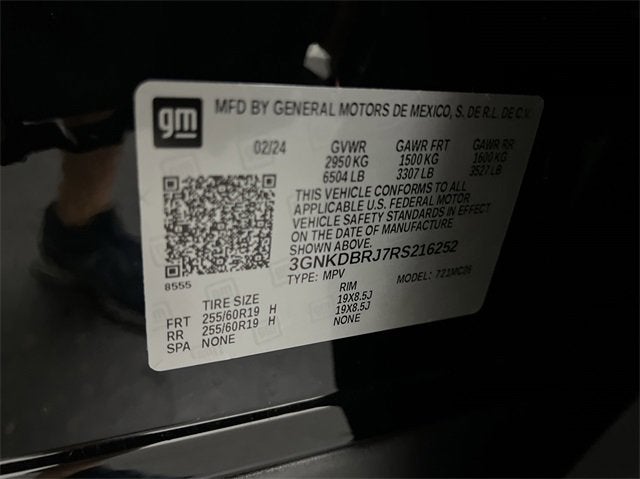 gm
MFD BY GENERAL MOTORS DE MEXICO, S. DE R.L. DE C.V.
02/24 GVWR GAWR FRT GAWR RR
2950 KG 1500 KG 1600 KG
6504 LB 3307 LB 3527 LB
THIS VEHICLE CONFORMS TO ALL
APPLICABLE U.S. FEDERAL MOTOR
VEHICLE SAFETY STANDARDS IN EFFECT
ON THE DATE OF MANUFACTURE
SHOWN ABOVE.
3GNKDBRJ7RS216252
TYPE: MPV MODEL: 721MC26
8555
TIRE SIZE RIM
FRT 255/60R19 H 19X8.5J
RR 255/60R19 H 19X8.5J
SPA NONE NONE